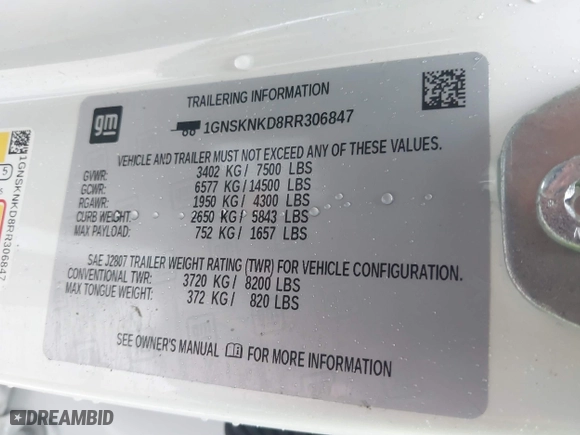 gm
TRAILERING INFORMATION
1GNSKNKD8RR306847
VEHICLE AND TRAILER MUST NOT EXCEED ANY OF THESE VALUES.
GVWR: 3402 KG/ 7500 LBS
GCWR: 6577 KG/ 14500 LBS
RGAWR: 1950 KG/ 4300 LBS
CURB WEIGHT: 2650 KG/ 5843 LBS
MAX PAYLOAD: 752 KG/ 1657 LBS
SAE J2807 TRAILER WEIGHT RATING (TWR) FOR VEHICLE CONFIGURATION.
CONVENTIONAL TWR: 3720 KG/ 8200 LBS
MAX TONGUE WEIGHT: 372 KG/ 820 LBS
SEE OWNER'S MANUAL FOR MORE INFORMATION
1GNSKNKD8RR306847
5
DREAMBID